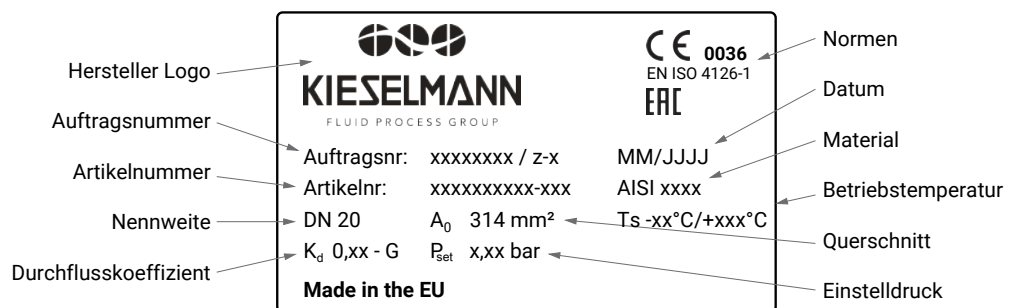 Hersteller Logo
Auftragsnummer
Artikelnummer
Nennweite
Durchflusskoeffizient
KIESELMANN
FLUID PROCESS GROUP
CE 0036
EN ISO 4126-1
EAC
Auftragsnr: xxxxxxxx / z-x MM/JJJJ
Artikelnr: xxxxxxxxxx-xxx AISI xxxx
DN 20 A₀ 314 mm² Ts -xx°C/+xxx°C
K_d 0,xx - G P_set x,xx bar
Made in the EU
Normen
Datum
Material
Betriebstemperatur
Querschnitt
Einstelldruck